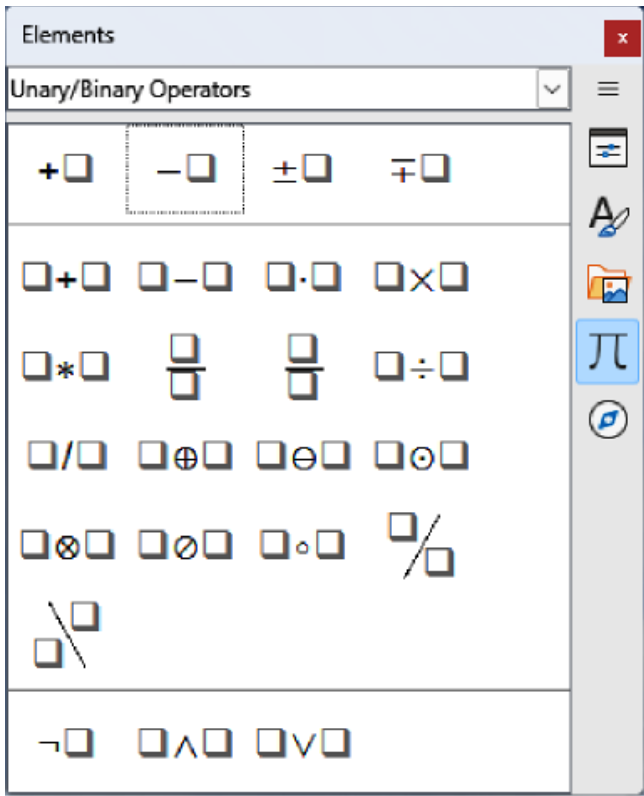 Elements
x
Unary/Binary Operators
+□ −□ ±□ ∓□
□+□ □−□ □·□ □×□
□∗□ □/□ □/□ □÷□
□/□ □⊕□ □⊖□ □⊙□
□⊗□ □⊘□ □∘□ □/□
□\□
¬□ □∧□ □∨□